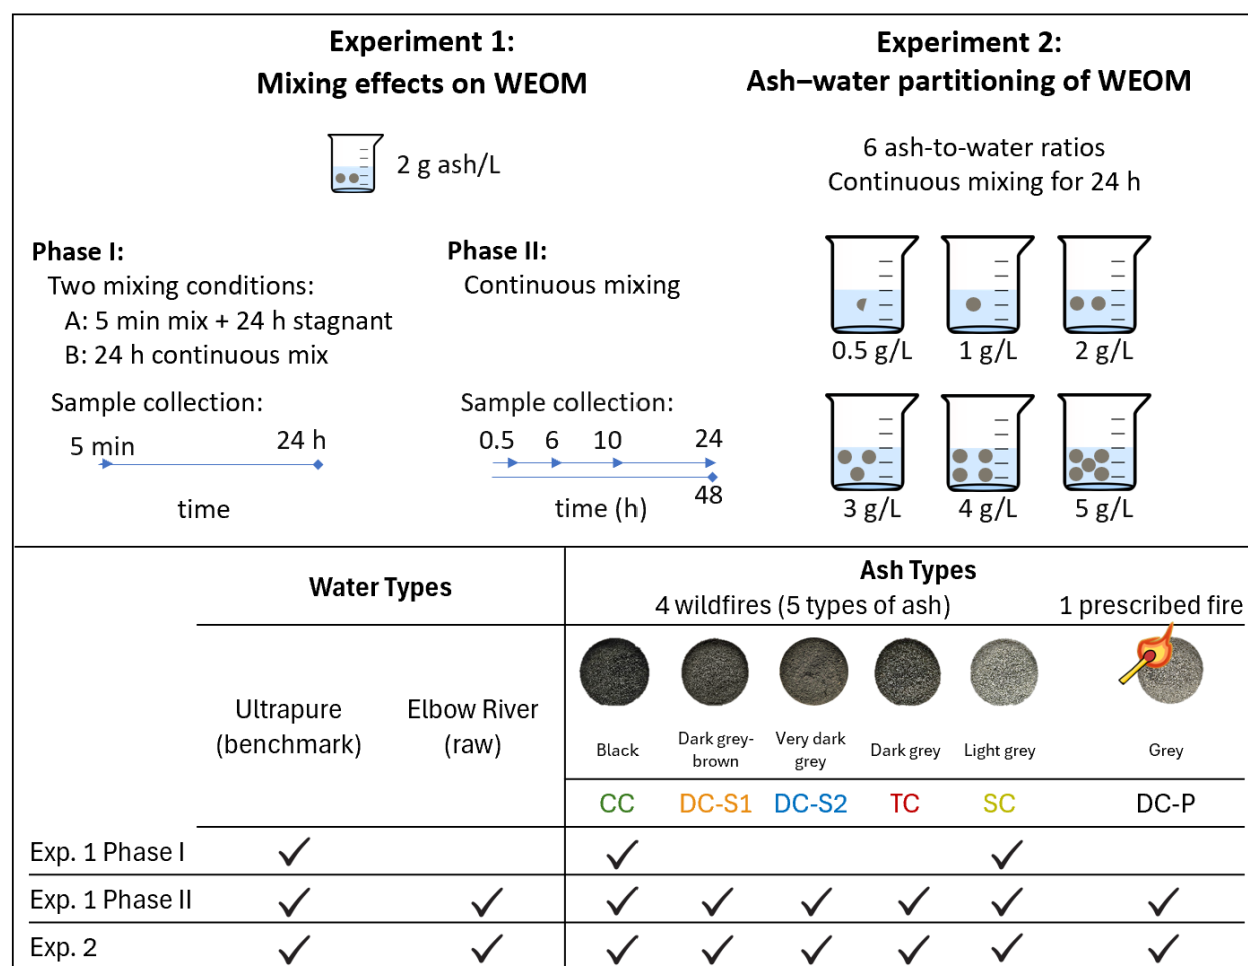 Experiment 1:
Mixing effects on WEOM
2 g ash/L
Phase I:
Two mixing conditions:
A: 5 min mix + 24 h stagnant
B: 24 h continuous mix
Sample collection:
5 min 24 h
time
Phase II:
Continuous mixing
Sample collection:
0.5 6 10 24
48
time (h)
Experiment 2:
Ash–water partitioning of WEOM
6 ash-to-water ratios
Continuous mixing for 24 h
0.5 g/L 1 g/L 2 g/L
3 g/L 4 g/L 5 g/L
Water Types
Ash Types
4 wildfires (5 types of ash) 1 prescribed fire
Ultrapure
(benchmark)
Elbow River
(raw)
Black
Dark grey-
brown
Very dark
grey
Dark grey
Light grey
Grey
CC DC-S1 DC-S2 TC SC DC-P
Exp. 1 Phase I
Exp. 1 Phase II
Exp. 2